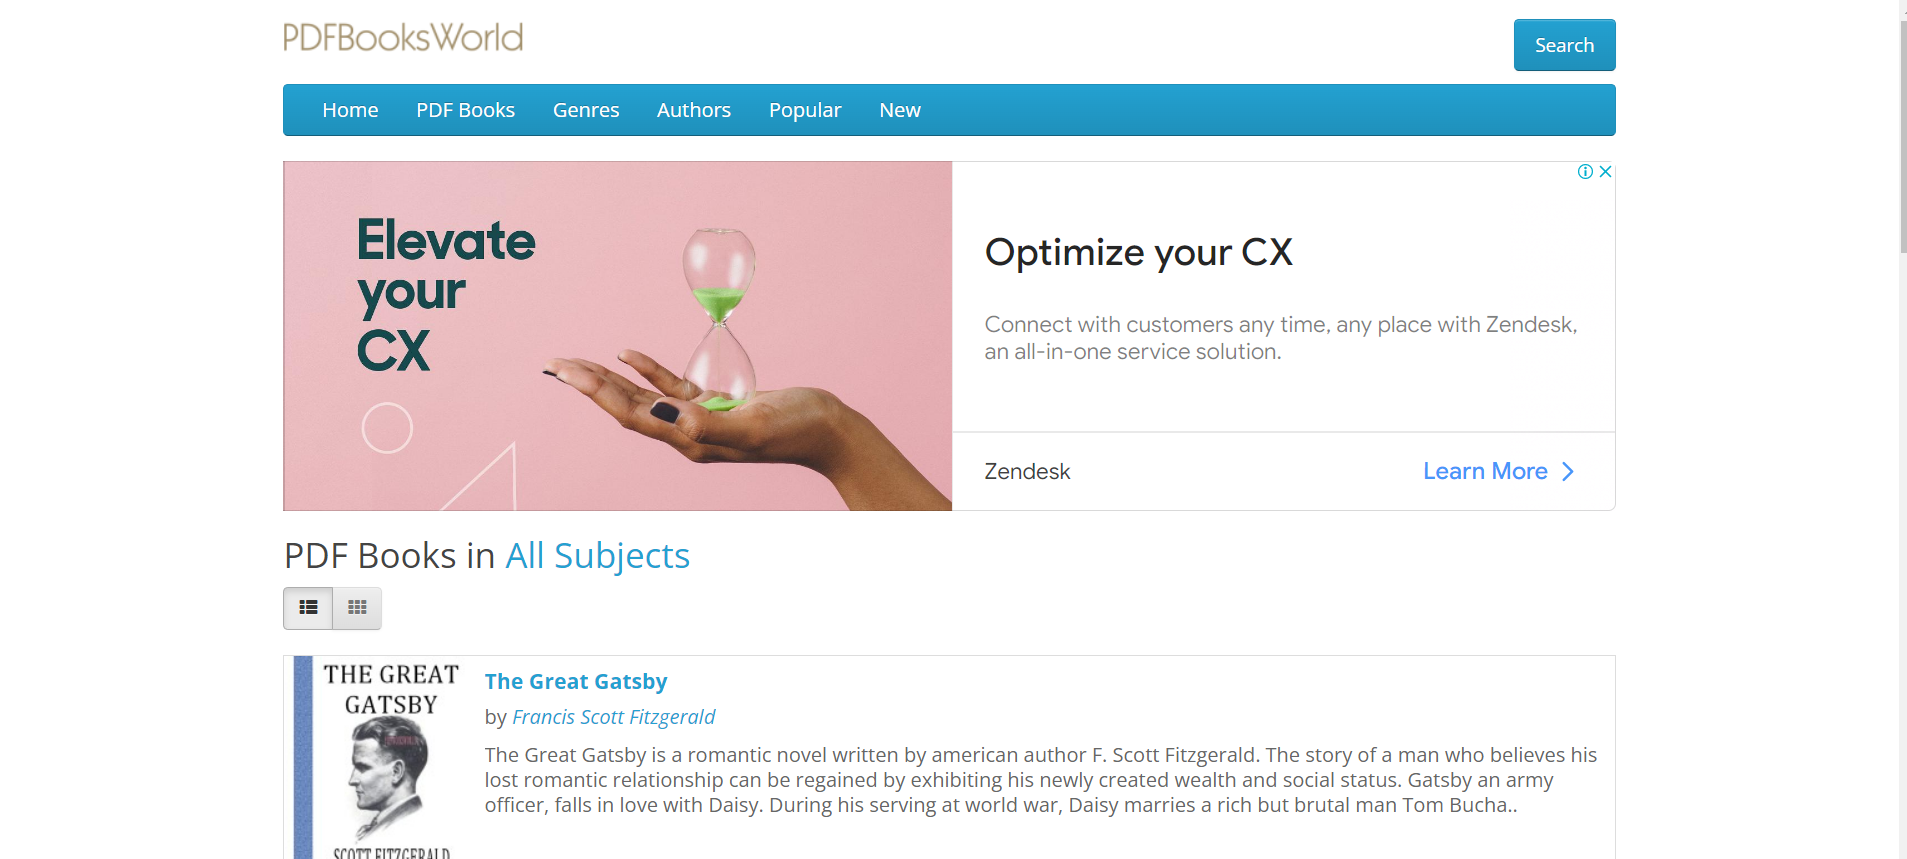 PDFBooksWorld
Search
Home PDF Books Genres Authors Popular New
Elevate
your
CX
Optimize your CX
Connect with customers any time, any place with Zendesk,
an all-in-one service solution.
Zendesk
Learn More
PDF Books in All Subjects
THE GREAT
GATSBY
SCOTT FITZGERALD
The Great Gatsby
by Francis Scott Fitzgerald
The Great Gatsby is a romantic novel written by american author F. Scott Fitzgerald. The story of a man who believes his
lost romantic relationship can be regained by exhibiting his newly created wealth and social status. Gatsby an army
officer, falls in love with Daisy. During his serving at world war, Daisy marries a rich but brutal man Tom Bucha..